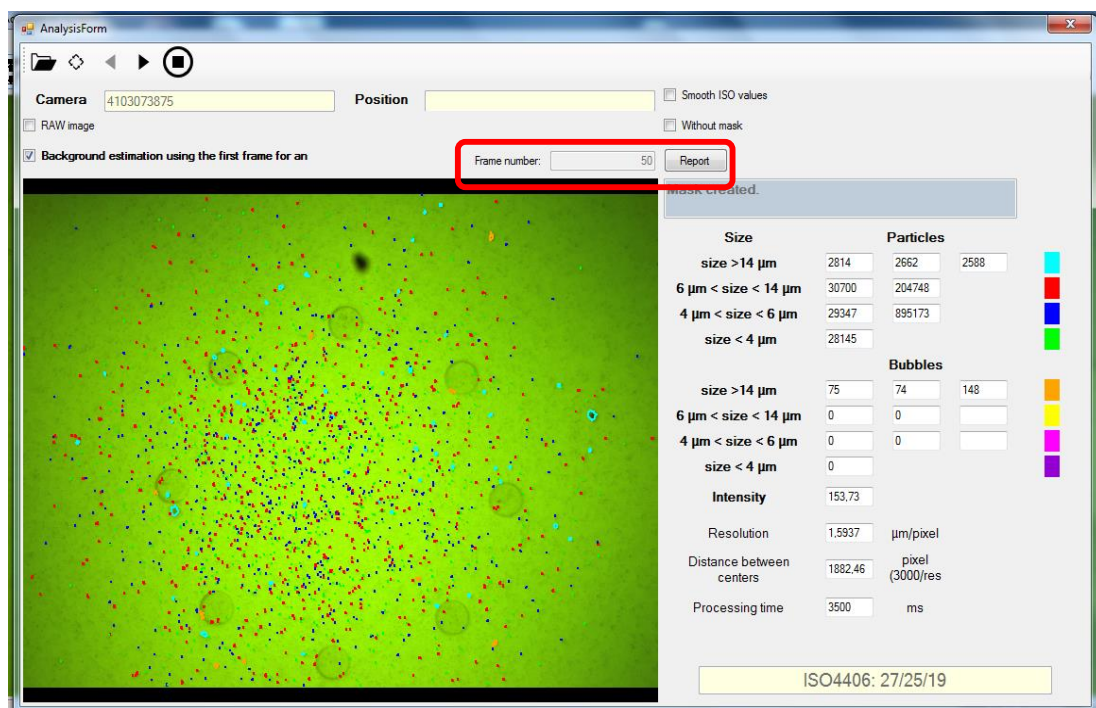 AnalysisForm
Camera 4103073875 Position Smooth ISO values
RAW image Without mask
Background estimation using the first frame for an Frame number: 50 Report
Mask created.
Size Particles
size >14 µm 2814 2662 2588
6 µm < size < 14 µm 30700 204748
4 µm < size < 6 µm 29347 895173
size < 4 µm 28145
Bubbles
size >14 µm 75 74 148
6 µm < size < 14 µm 0 0
4 µm < size < 6 µm 0 0
size < 4 µm 0
Intensity 153,73
Resolution 1,5937 µm/pixel
Distance between centers 1882,46 pixel (3000/res
Processing time 3500 ms
ISO4406: 27/25/19